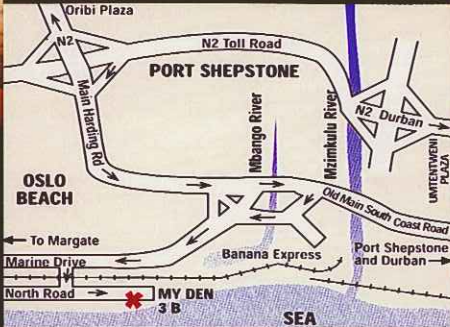 Oribi Plaza
N2
N2 Toll Road
PORT SHEPSTONE
Main Harding Rd
Mbango River
Mzimkulu River
N2 Durban
UMTENTWENI
PLAZA
OSLO
BEACH
Old Main South Coast Road
To Margate
Banana Express
Port Shepstone
and Durban
Marine Drive
North Road
MY DEN
3 B
SEA